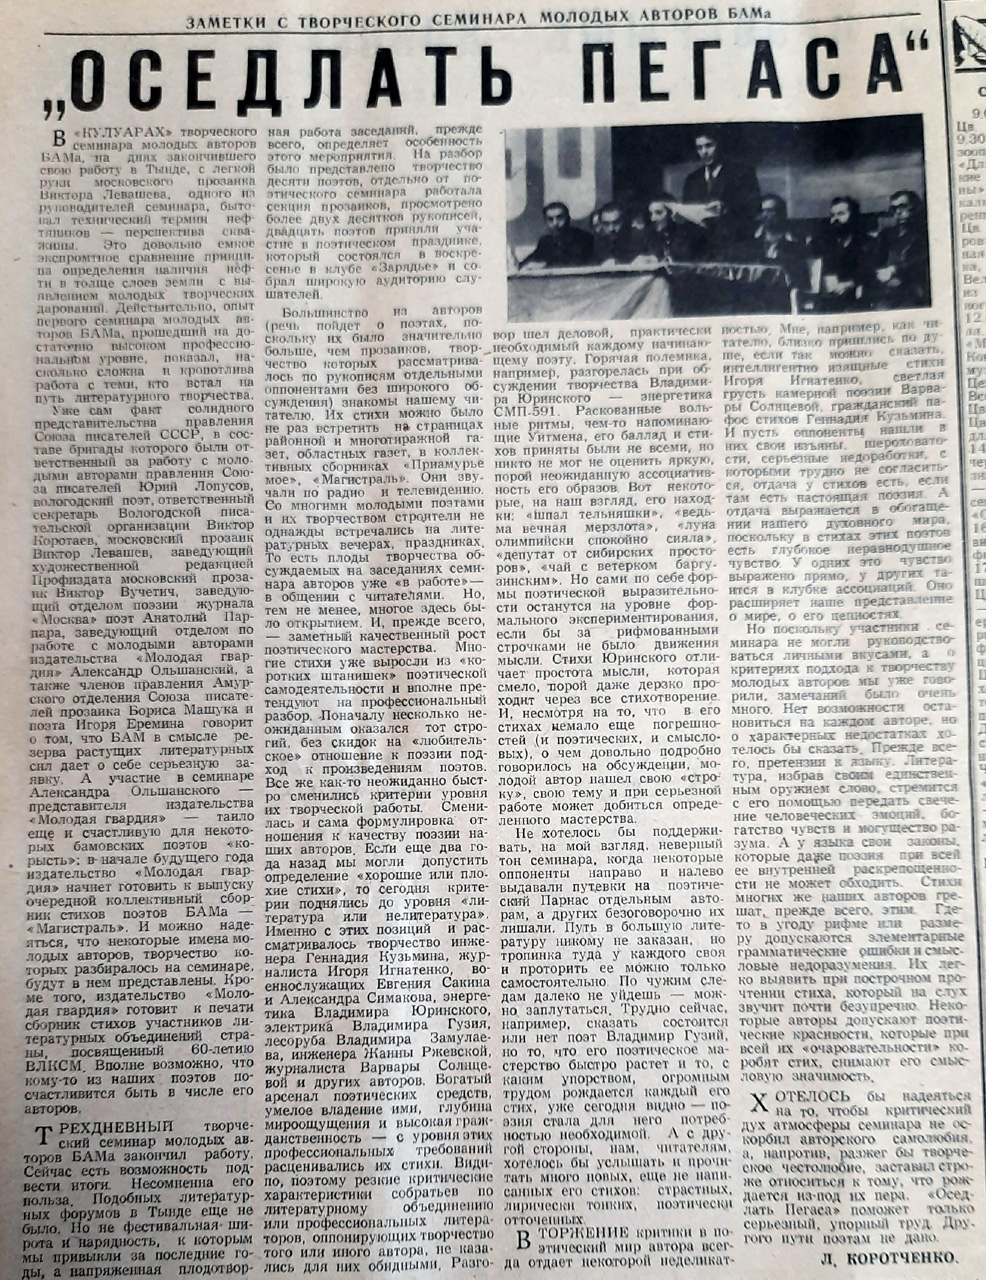 ЗАМЕТКИ С ТВОРЧЕСКОГО СЕМИНАРА МОЛОДЫХ АВТОРОВ БАМа
„ОСЕДЛАТЬ ПЕГАСА“
В «КУЛУАРАХ» творческого
семинара молодых авторов
БАМа, на днях закончившего
свою работу в Тынде, с легкой
руки московского прозаика
Виктора Левашева, одного из
руководителей семинара, быто-
вал технический термин неф-
тяников — перспектива сква-
жины. Это довольно емкое
экспромтное сравнение принци-
па определения наличия неф-
ти в толще слоев земли с вы-
явлением молодых творческих
дарований. Действительно, опыт
первого семинара молодых ав-
торов БАМа, прошедший на до-
статочно высоком профессио-
нальном уровне, показал, на-
сколько сложна и кропотлива
работа с теми, кто встал на
путь литературного творчества.
Уже сам факт солидного
представительства правления
Союза писателей СССР, в сос-
таве бригады которого были от-
ветственный за работу с моло-
дыми авторами правления Сою-
за писателей Юрий Лопусов,
вологодский поэт, ответственный
секретарь Вологодской писа-
тельской организации Виктор
Коротаев, московский прозаик
Виктор Левашев, заведующий
художественной редакцией
Профиздата московский проза-
ик Виктор Вучетич, заведую-
щий отделом поэзии журнала
«Москва» поэт Анатолий Пар-
пара, заведующий отделом по
работе с молодыми авторами
издательства «Молодая гвар-
дия» Александр Ольшанский, а
также членов правления Амур-
ского отделения Союза писате-
лей прозаика Бориса Машука и
поэта Игоря Еремина говорит
о том, что БАМ в смысле ре-
зерва растущих литературных
сил дает о себе серьезную за-
явку. А участие в семинаре
Александра Ольшанского —
представителя издательства
«Молодая гвардия» — таило
еще и счастливую для некото-
рых бамовских поэтов «ко-
рысть»: в начале будущего года
издательство «Молодая гвар-
дия» начнет готовить к выпуску
очередной коллективный сбор-
ник стихов поэтов БАМа —
«Магистраль». И можно наде-
яться, что некоторые имена мо-
лодых авторов, творчество ко-
торых разбиралось на семинаре,
будут в нем представлены. Кро-
ме того, издательство «Моло-
дая гвардия» готовит к печати
сборник стихов участников ли-
тературных объединений стра-
ны, посвященный 60-летию
ВЛКСМ. Вполне возможно, что
кому-то из наших поэтов по-
счастливится быть в числе его
авторов.
ТРЕХДНЕВНЫЙ творче-
ский семинар молодых ав-
торов БАМа закончил работу.
Сейчас есть возможность под-
вести итоги. Несомненна его
польза. Подобных литератур-
ных форумов в Тынде еще не
было. Но не фестивальная ши-
рота и нарядность, к которым
мы привыкли за последние го-
ды, а напряженная плодотвор-
ная работа заседаний, прежде
всего, определяет особенность
этого мероприятия. На разбор
было представлено творчество
десяти поэтов, отдельно от по-
этического семинара работала
секция прозаиков, просмотрено
более двух десятков рукописей,
двадцать поэтов приняли уча-
стие в поэтическом празднике,
который состоялся в воскре-
сенье в клубе «Зарядье» и со-
брал широкую аудиторию слу-
шателей.
Большинство из авторов
(речь пойдет о поэтах, по-
скольку их было значительно
больше, чем прозаиков, твор-
чество которых рассматрива-
лось по рукописям отдельными
оппонентами без широкого об-
суждения) знакомы нашему чи-
тателю. Их стихи можно было
не раз встретить на страницах
районной и многотиражной га-
зет, областных газет, в коллек-
тивных сборниках «Приамурье
мое», «Магистраль». Они зву-
чали по радио и телевидению.
Со многими молодыми поэтами
и их творчеством строители не
однажды встречались на лите-
ратурных вечерах, праздниках.
То есть плоды творчества об-
суждаемых на заседаниях семи-
нара авторов уже «в работе»—
в общении с читателями. Но,
тем не менее, многое здесь бы-
ло открытием. И, прежде всего,
— заметный качественный рост
поэтического мастерства. Мно-
гие стихи уже выросли из «ко-
ротких штанишек» поэтической
самодеятельности и вполне пре-
тендуют на профессиональный
разбор. Поначалу несколько не-
ожиданным оказался тот стро-
гий, без скидок на «любитель-
ское» отношение к поэзии под-
ход к произведениям поэтов.
Все же как-то неожиданно быст-
ро сменились критерии уровня
их творческой работы. Смени-
лась и сама формулировка от-
ношения к качеству поэзии на-
ших авторов. Если еще два го-
да назад мы могли допустить
определение «хорошие или пло-
хие стихи», то сегодня крите-
рии поднялись до уровня «ли-
тература или нелитература».
Именно с этих позиций и рас-
сматривалось творчество инже-
нера Геннадия Кузьмина, жур-
налиста Игоря Игнатенко, во-
еннослужащих Евгения Сакина
и Александра Симакова, энерге-
тика Владимира Юринского,
электрика Владимира Гузия,
лесоруба Владимира Замулае-
ва, инженера Жанны Ржевской,
журналиста Варвары Солнце-
вой и других авторов. Богатый
арсенал поэтических средств,
умелое владение ими, глубина
мироощущения и высокая граж-
данственность — с уровня этих
профессиональных требований
расценивались их стихи. Види-
мо, поэтому резкие критические
характеристики собратьев по
литературному объединению
или профессиональных литера-
торов, оппонирующих творчество
того или иного автора, не каза-
лись для них обидными. Разго-
вор шел деловой, практически
необходимый каждому начинаю-
щему поэту. Горячая полемика,
например, разгорелась при об-
суждении творчества Владими-
ра Юринского — энергетика
СМП-591. Раскованные воль-
ные ритмы, чем-то напоминаю-
щие Уитмена, его баллад и сти-
хов приняты были не всеми, но
никто не мог не оценить яркую,
порой неожиданную ассоциатив-
ность его образов. Вот некото-
рые, на наш взгляд, его наход-
ки: «Шпал тельняшки», «ведь-
ма вечная мерзлота», «луна
олимпийски спокойно сияла»,
«депутат от сибирских просто-
ров», «чай с ветерком баргу-
зинским». Но сами по себе фор-
мы поэтической выразительно-
сти останутся на уровне фор-
мального экспериментирования,
если бы за рифмованными
строчками не было движения
мысли. Стихи Юринского отли-
чает простота мысли, которая
смело, порой даже дерзко про-
ходит через все стихотворение.
И, несмотря на то, что в его
стихах немало еще погрешно-
стей (и поэтических, и смысло-
вых), о чем довольно подробно
говорилось на обсуждении, мо-
лодой автор нашел свою «стро-
ку», свою тему и при серьезной
работе может добиться опреде-
ленного мастерства.
Не хотелось бы поддержи-
вать, на мой взгляд, неверный
тон семинара, когда некоторые
оппоненты направо и налево
выдавали путевки на поэтиче-
ский Парнас отдельным авто-
рам, а других безоговорочно их
лишали. Путь в большую лите-
ратуру никому не заказан, но
тропинка туда у каждого своя
и проторить ее можно только
самостоятельно. По чужим сле-
дам далеко не уйдешь — мож-
но заплутаться. Трудно сейчас,
например, сказать состоится
или нет поэт Владимир Гузий,
но то, что его поэтическое ма-
стерство быстро растет и то, с
каким упорством, огромным
трудом рождается каждый его
стих, уже сегодня видно — по-
эзия стала для него потреб-
ностью необходимой. А с дру-
гой стороны, нам, читателям,
хотелось бы услышать и прочи-
тать много новых, еще не напи-
санных его стихов: страстных,
лирически тонких, поэтически
отточенных.
ВТОРЖЕНИЕ критики в по-
этический мир автора всег-
да отдает некоторой неделикат-
ностью. Мне, например, как чи-
тателю, близко пришлись по ду-
ше, если так можно сказать,
интеллигентно изящные стихи
Игоря Игнатенко, светлая
грусть камерной поэзии Варва-
ры Солнцевой, гражданский па-
фос стихов Геннадия Кузьмина.
И пусть оппоненты нашли в
них свои изъяны, шероховато-
сти, серьезные недоработки, с
которыми трудно не согласить-
ся, отдача у стихов есть, если
там есть настоящая поэзия. А
отдача выражается в обогаще-
нии нашего духовного мира,
поскольку в стихах этих поэтов
есть глубокое неравнодушное
чувство. У одних это чувство
выражено прямо, у других та-
ится в клубке ассоциаций. Оно
расширяет наше представление
о мире, о его ценностях.
Но поскольку участники се-
минара не могли руководство-
ваться личными вкусами, а о
критериях подхода к творчеству
молодых авторов мы уже гово-
рили, замечаний было очень
много. Нет возможности оста-
новиться на каждом авторе, но
о характерных недостатках хо-
телось бы сказать. Прежде все-
го, претензии к языку. Литера-
тура, избрав своим единствен-
ным оружием слово, стремится
с его помощью передать свече-
ние человеческих эмоций, бо-
гатство чувств и могущество ра-
зума. А у языка свои законы,
которые даже поэзия при всей
ее внутренней раскрепощенно-
сти не может обходить. Стихи
многих же наших авторов гре-
шат, прежде всего, этим. Где-
то в угоду рифме или разме-
ру допускаются элементарные
грамматические ошибки и смыс-
ловые недоразумения. Их лег-
ко выявить при построчном про-
чтении стиха, который на слух
звучит почти безупречно. Неко-
торые авторы допускают поэти-
ческие красивости, которые при
всей их «очаровательности» ко-
робят стих, снимают его смыс-
ловую значимость.
ХОТЕЛОСЬ бы надеяться
на то, чтобы критический
дух атмосферы семинара не ос-
корбил авторского самолюбия,
а, напротив, разжег бы творче-
ское честолюбие, заставил стро-
же относиться к тому, что рож-
дается из-под их пера. «Осед-
лать Пегаса» поможет только
серьезный, упорный труд. Дру-
гого пути поэтам не дано.
Л. КОРОТЧЕНКО.